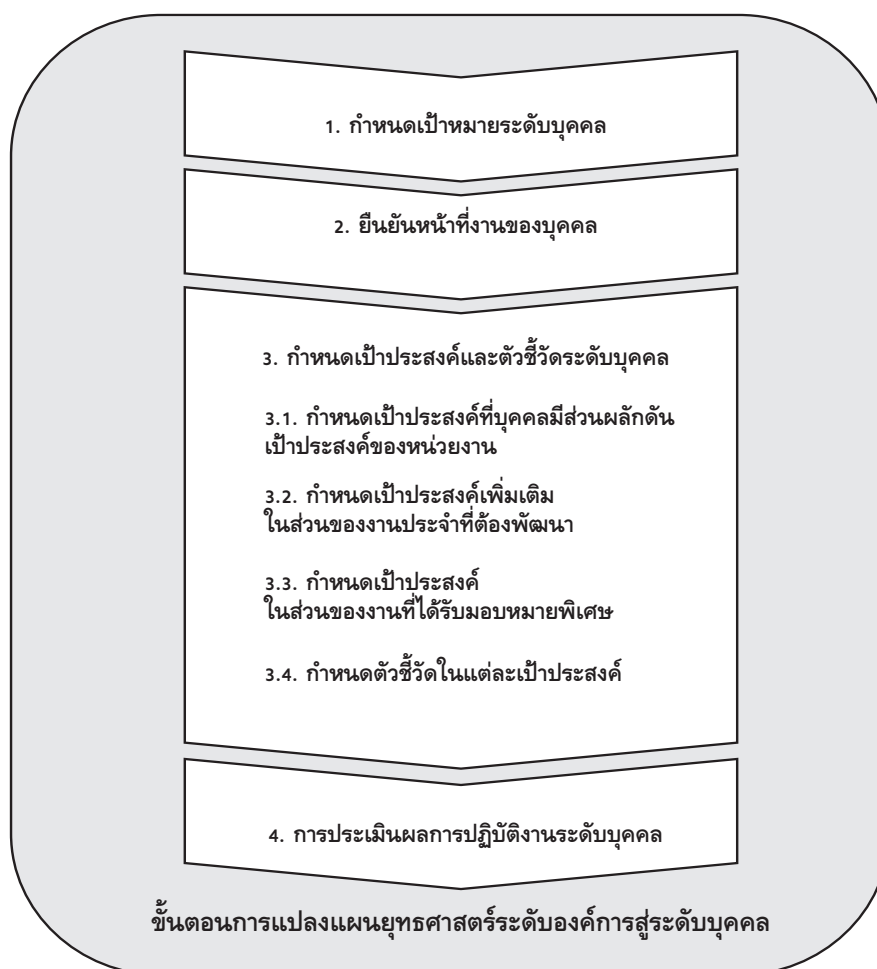 1. กำหนดเป้าหมายระดับบุคคล
2. ยืนยันหน้าที่งานของบุคคล
3. กำหนดเป้าประสงค์และตัวชี้วัดระดับบุคคล
3.1. กำหนดเป้าประสงค์ที่บุคคลมีส่วนผลักดัน
เป้าประสงค์ของหน่วยงาน
3.2. กำหนดเป้าประสงค์เพิ่มเติม
ในส่วนของงานประจำที่ต้องพัฒนา
3.3. กำหนดเป้าประสงค์
ในส่วนของงานที่ได้รับมอบหมายพิเศษ
3.4. กำหนดตัวชี้วัดในแต่ละเป้าประสงค์
4. การประเมินผลการปฏิบัติงานระดับบุคคล
ขั้นตอนการแปลงแผนยุทธศาสตร์ระดับองค์การสู่ระดับบุคคล